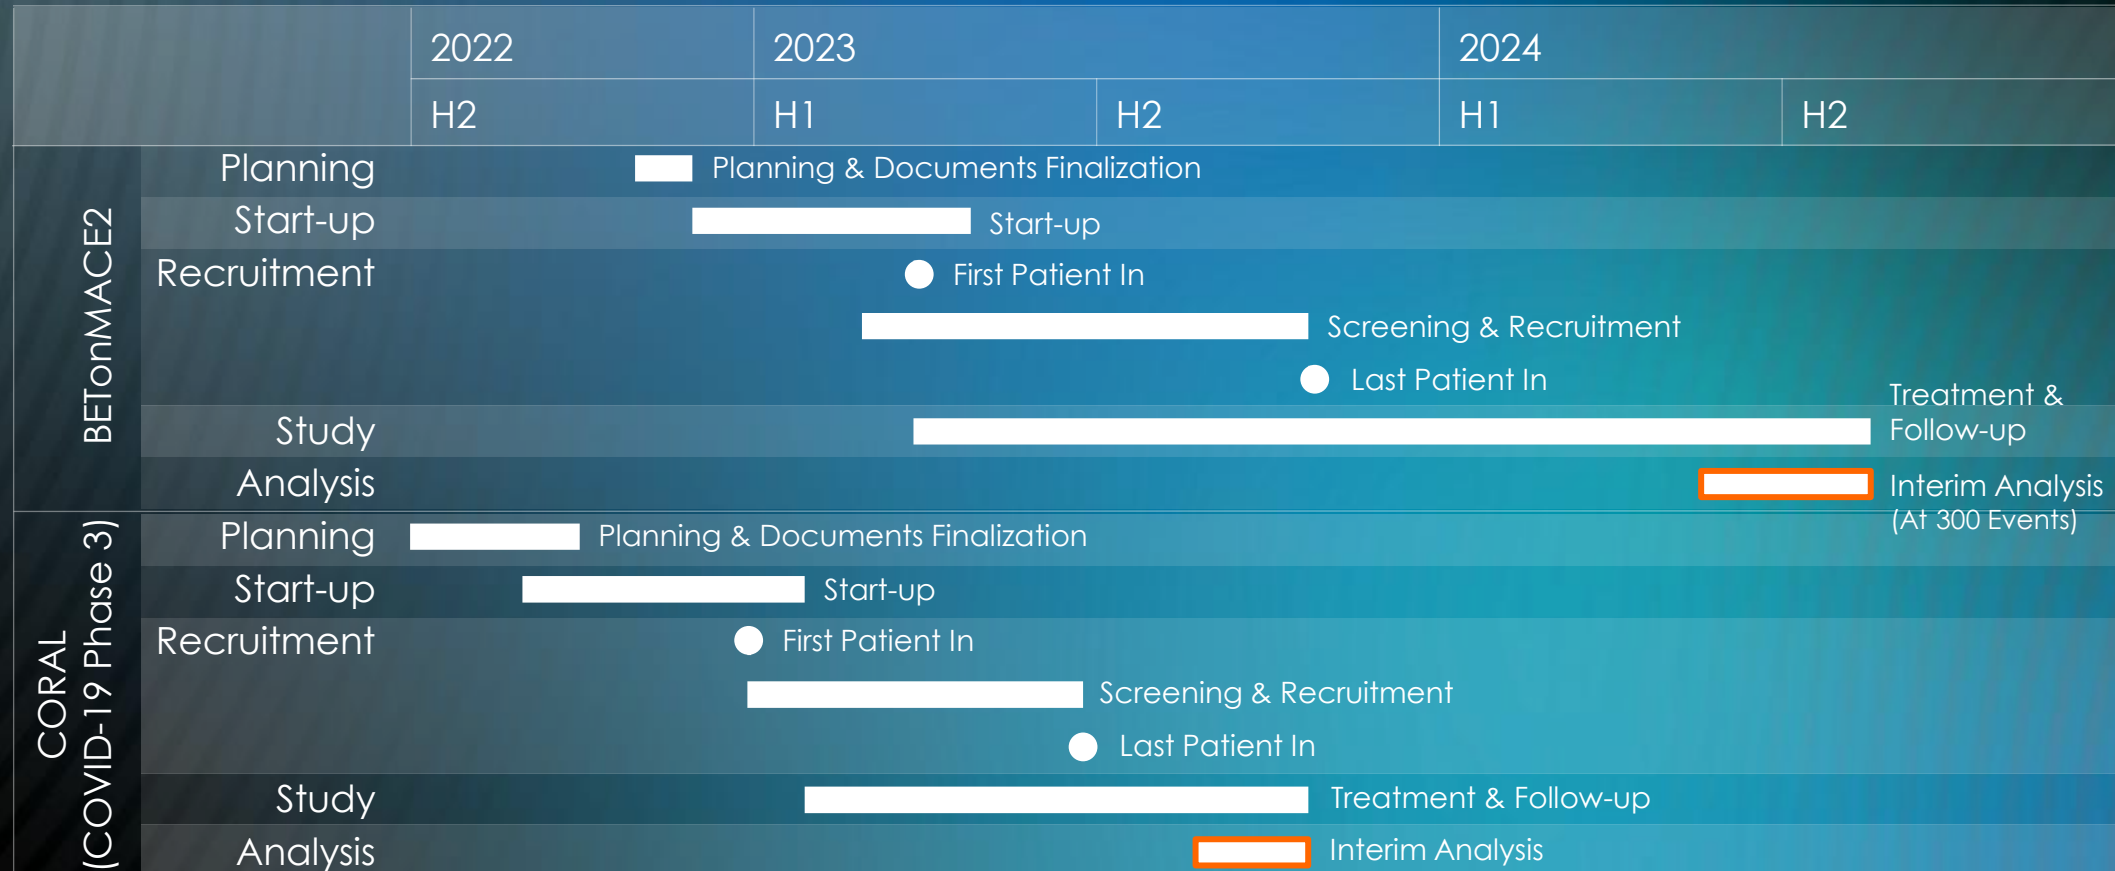 2022
2023
2024
H2
H1
H2
H1
H2
BETonMACE2
Planning
Planning & Documents Finalization
Start-up
Start-up
Recruitment
First Patient In
Screening & Recruitment
Last Patient In
Study
Treatment &
Follow-up
Analysis
Interim Analysis
(At 300 Events)
CORAL
(COVID-19 Phase 3)
Planning
Planning & Documents Finalization
Start-up
Start-up
Recruitment
First Patient In
Screening & Recruitment
Last Patient In
Study
Treatment & Follow-up
Analysis
Interim Analysis